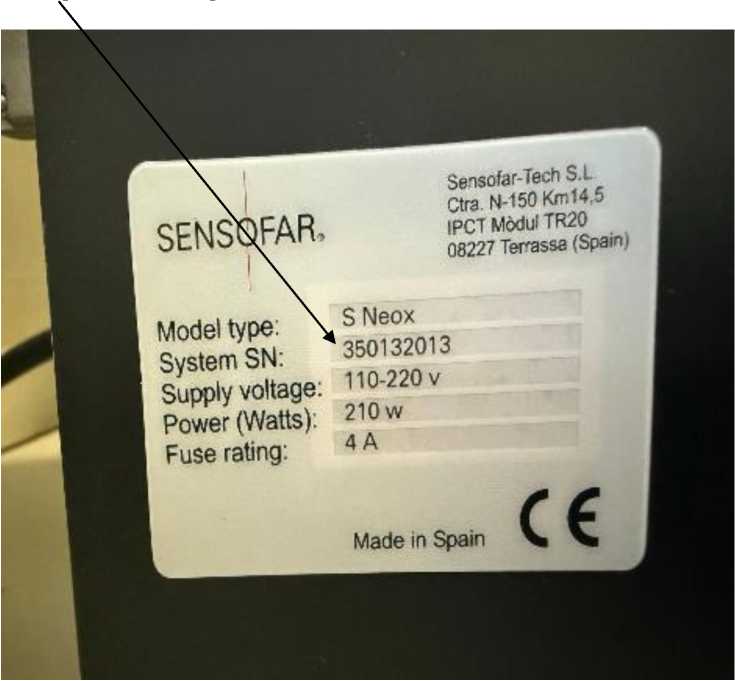 SENSOFAR®
Sensofar-Tech S.L.
Ctra. N-150 Km14,5
IPCT Mòdul TR20
08227 Terrassa (Spain)
Model type: S Neox
System SN: 350132013
Supply voltage: 110-220 v
Power (Watts): 210 w
Fuse rating: 4 A
Made in Spain CE